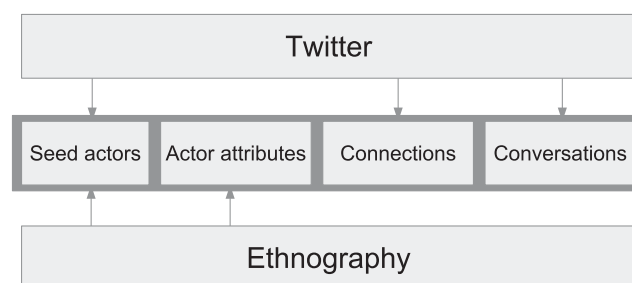 Twitter
Seed actors Actor attributes Connections Conversations
Ethnography